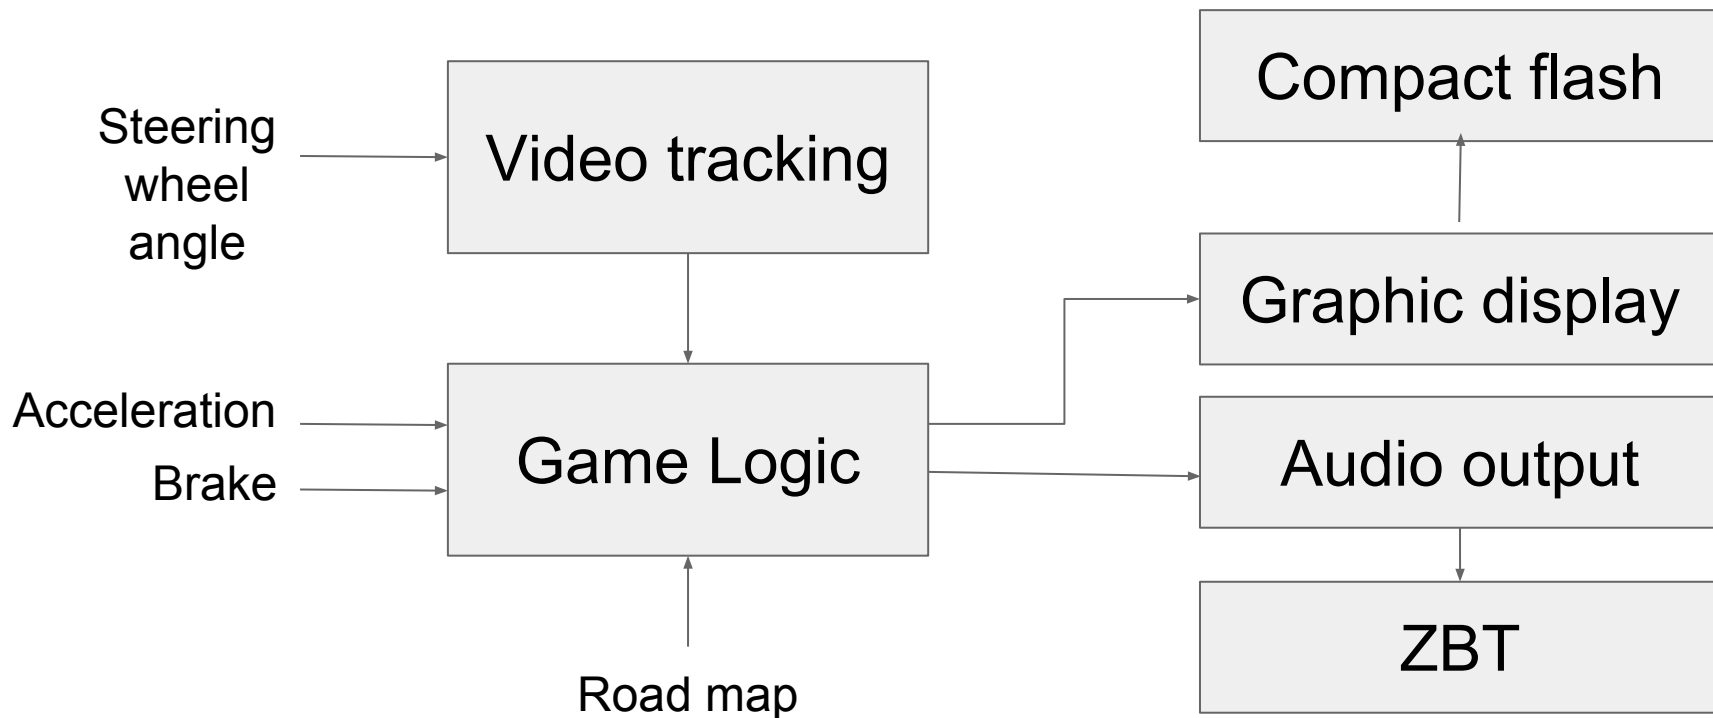 Steering
wheel
angle
Video tracking
Compact flash
Graphic display
Acceleration
Brake
Game Logic
Audio output
ZBT
Road map